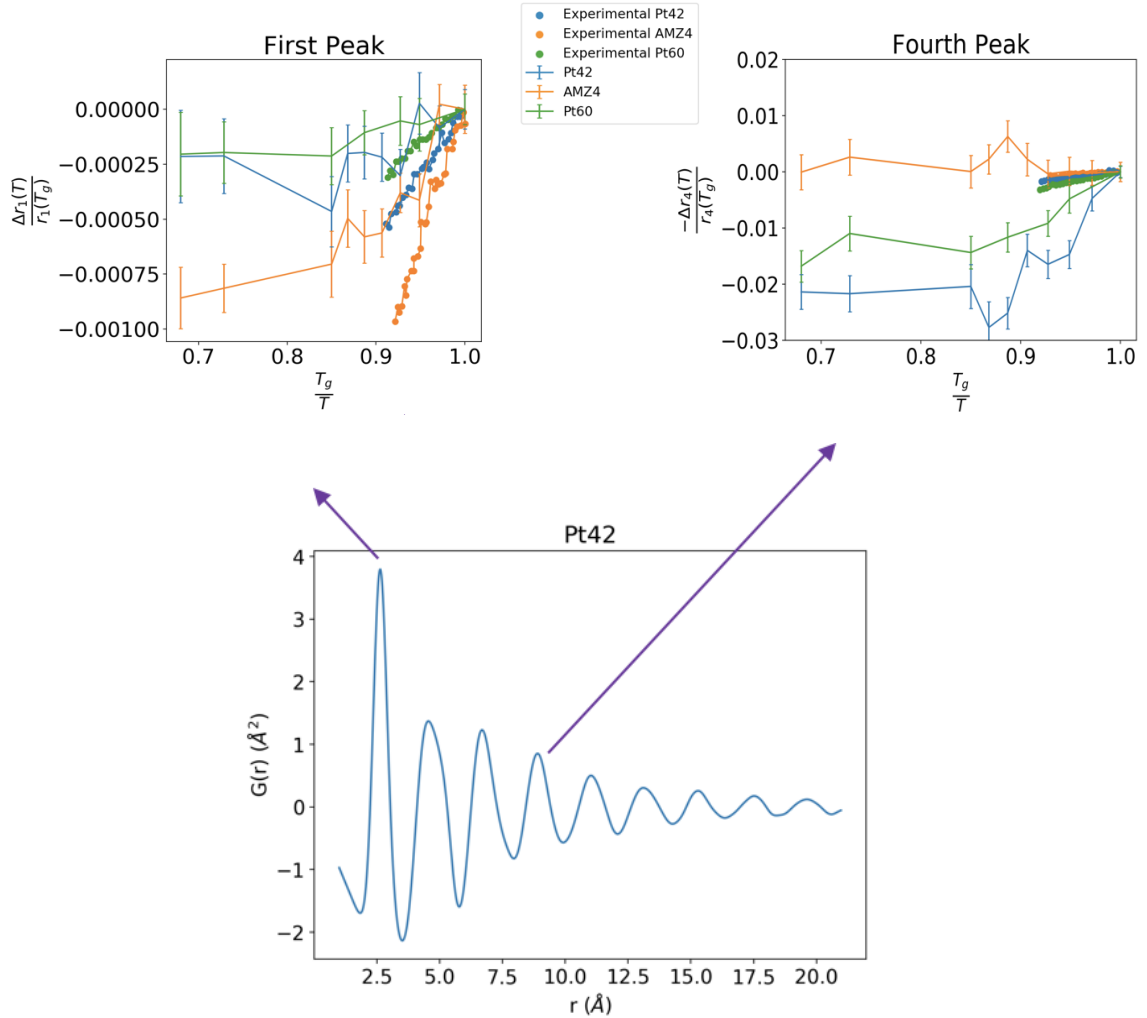 First Peak
Δr₁(T)
r₁(T_g)
0.00000
−0.00025
−0.00050
−0.00075
−0.00100
0.7 0.8 0.9 1.0
T_g
T
Experimental Pt42
Experimental AMZ4
Experimental Pt60
Pt42
AMZ4
Pt60
Fourth Peak
−Δr₄(T)
r₄(T_g)
0.02
0.01
0.00
−0.01
−0.02
−0.03
0.7 0.8 0.9 1.0
T_g
T
Pt42
G(r) (Å²)
4
3
2
1
0
−1
−2
2.5 5.0 7.5 10.0 12.5 15.0 17.5 20.0
r (Å)